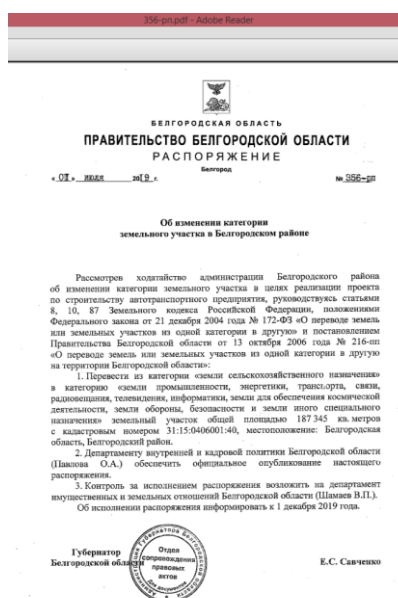 356-рп.pdf - Adobe Reader
БЕЛГОРОДСКАЯ ОБЛАСТЬ
ПРАВИТЕЛЬСТВО БЕЛГОРОДСКОЙ ОБЛАСТИ
РАСПОРЯЖЕНИЕ
Белгород
« 01 » июля 2019 г. № 356-рп
Об изменении категории
земельного участка в Белгородском районе
Рассмотрев ходатайство администрации Белгородского района
об изменении категории земельного участка в целях реализации проекта
по строительству автотранспортного предприятия, руководствуясь статьями
8, 10, 87 Земельного кодекса Российской Федерации, положениями
Федерального закона от 21 декабря 2004 года № 172-ФЗ «О переводе земель
или земельных участков из одной категории в другую» и постановлением
Правительства Белгородской области от 13 октября 2006 года № 216-пп
«О переводе земель или земельных участков из одной категории в другую
на территории Белгородской области»:
1. Перевести из категории «земли сельскохозяйственного назначения»
в категорию «земли промышленности, энергетики, транспорта, связи,
радиовещания, телевидения, информатики, земли для обеспечения космической
деятельности, земли обороны, безопасности и земли иного специального
назначения» земельный участок общей площадью 187 345 кв. метров
с кадастровым номером 31:15:0406001:40, местоположение: Белгородская
область, Белгородский район.
2. Департаменту внутренней и кадровой политики Белгородской области
(Павлова О.А.) обеспечить официальное опубликование настоящего
распоряжения.
3. Контроль за исполнением распоряжения возложить на департамент
имущественных и земельных отношений Белгородской области (Шамаев В.П.).
Об исполнении распоряжения информировать к 1 декабря 2019 года.
Губернатор
Белгородской области Е.С. Савченко
Отдел
сопровождения
правовых
актов